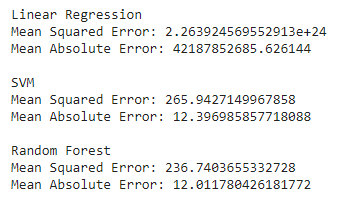 Linear Regression
Mean Squared Error: 2.263924569552913e+24
Mean Absolute Error: 42187852685.626144
SVM
Mean Squared Error: 265.9427149967858
Mean Absolute Error: 12.396985857718088
Random Forest
Mean Squared Error: 236.7403655332728
Mean Absolute Error: 12.011780426181772